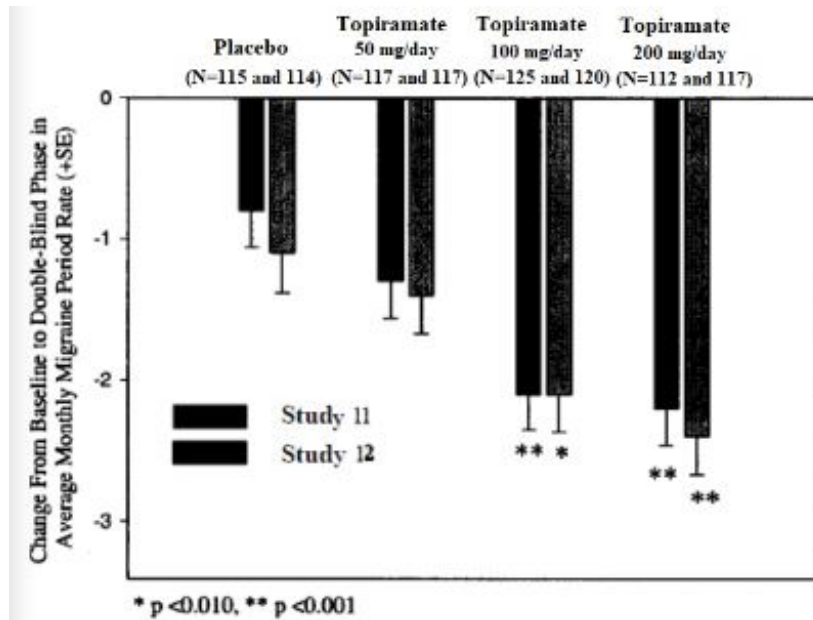 Placebo
(N=115 and 114)
Topiramate
50 mg/day
(N=117 and 117)
Topiramate
100 mg/day
(N=125 and 120)
Topiramate
200 mg/day
(N=112 and 117)
Change From Baseline to Double-Blind Phase in
Average Monthly Migraine Period Rate (+SE)
0
-1
-2
-3
Study 11
Study 12
** *
**
**
* p <0.010, ** p <0.001